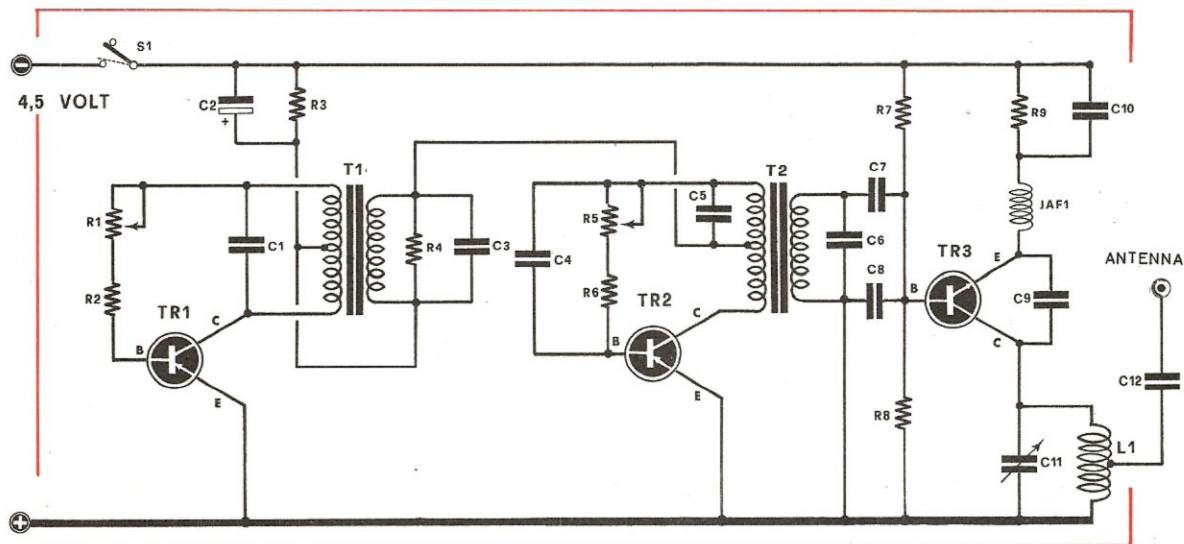 S1
4,5 VOLT
C2
+
R3
R7
R9
C10
T1
T2
C7
R1
C1
R4
C3
C4
R5
C5
C6
JAF1
R2
R6
C8
TR3
E
ANTENNA
TR1
C
TR2
C
B
C9
B
B
C
C12
E
E
R8
C11
L1